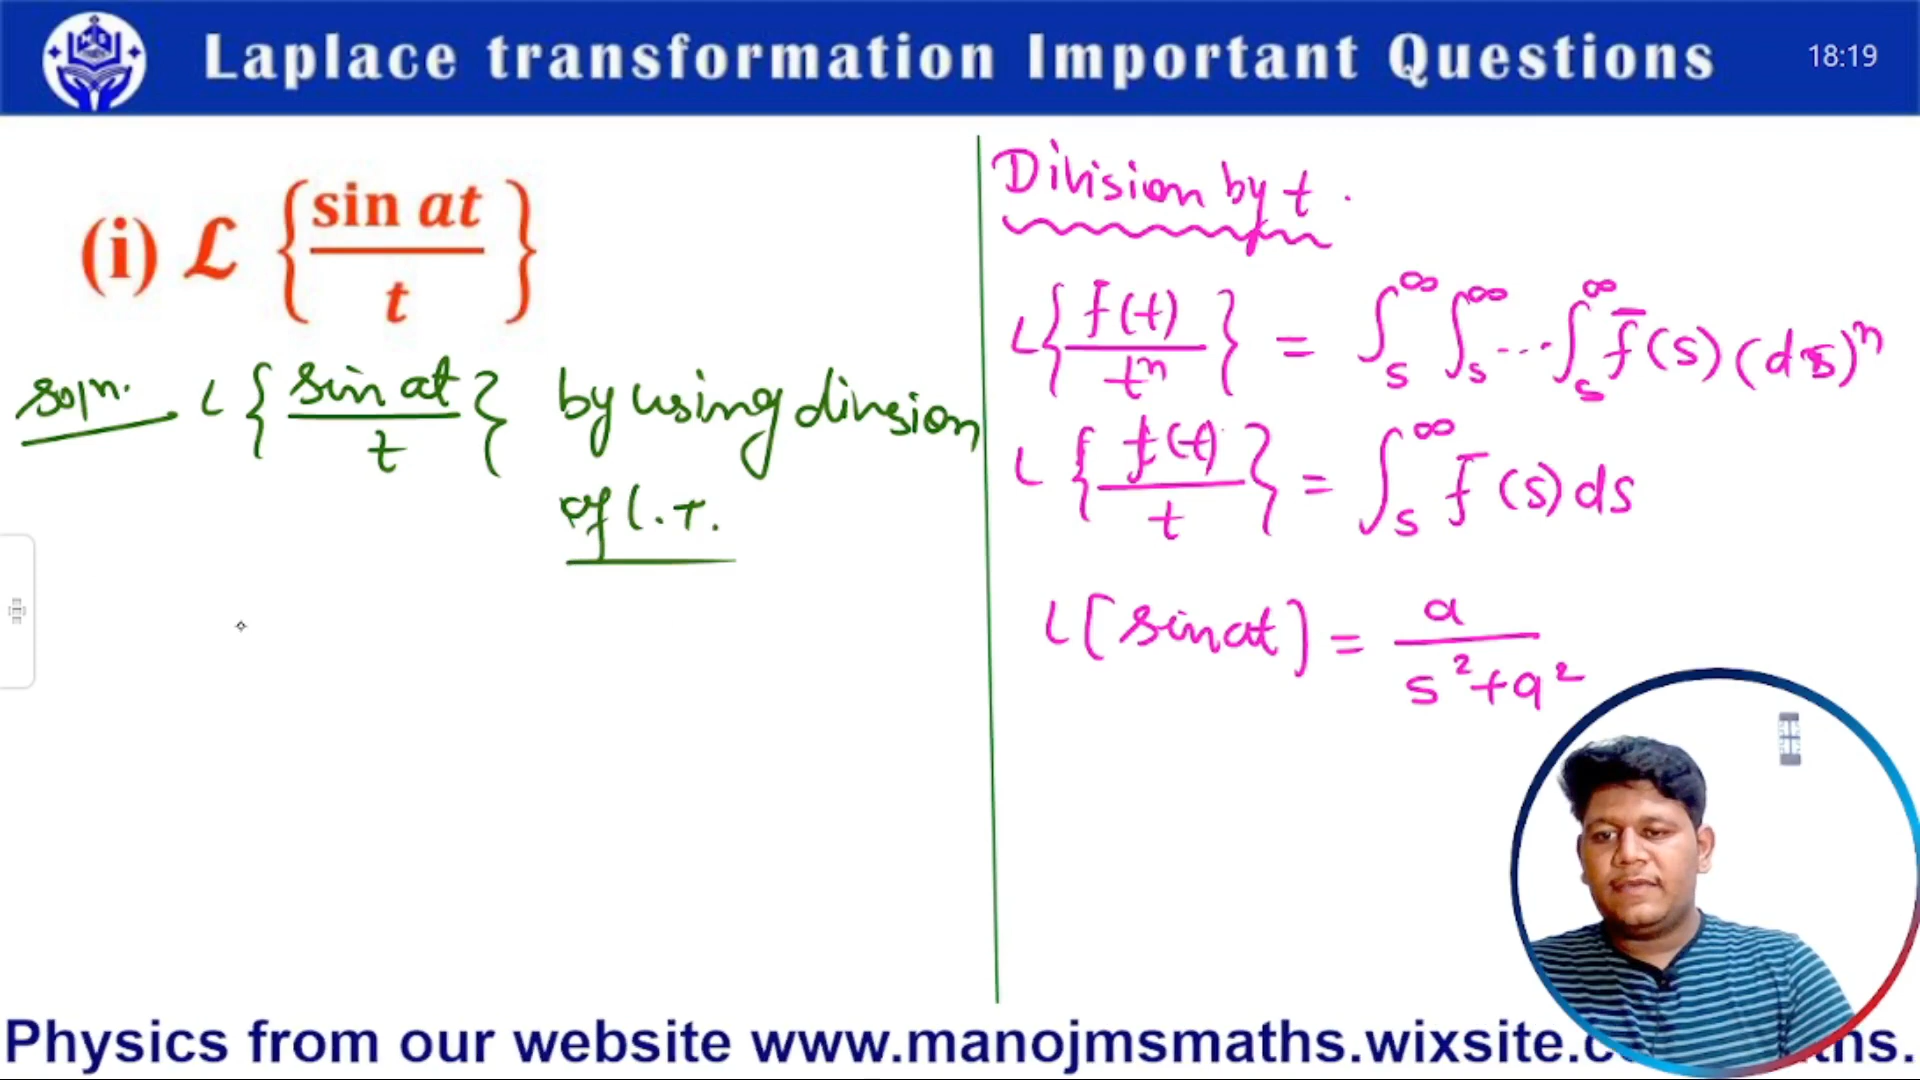 Laplace transformation Important Questions
18:19
(i) ℒ {sin at / t}
Soln. L{sin at / t} by using division
of L.T.
Division by t.
L{f(t) / tⁿ} = ∫ₛ^∞ ∫ₛ^∞ ... ∫ₛ^∞ f̄(s) (ds)ⁿ
L{f(t) / t} = ∫ₛ^∞ f̄(s) ds
L[sin at] = a / s²+a²
Physics from our website www.manojmsmaths.wixsite.c